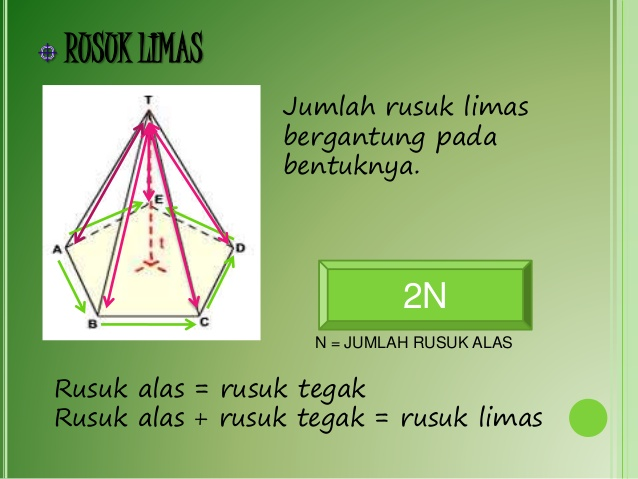 RUSUK LIMAS
T
E
A
t
D
B
C
Jumlah rusuk limas
bergantung pada
bentuknya.
2N
N = JUMLAH RUSUK ALAS
Rusuk alas = rusuk tegak
Rusuk alas + rusuk tegak = rusuk limas